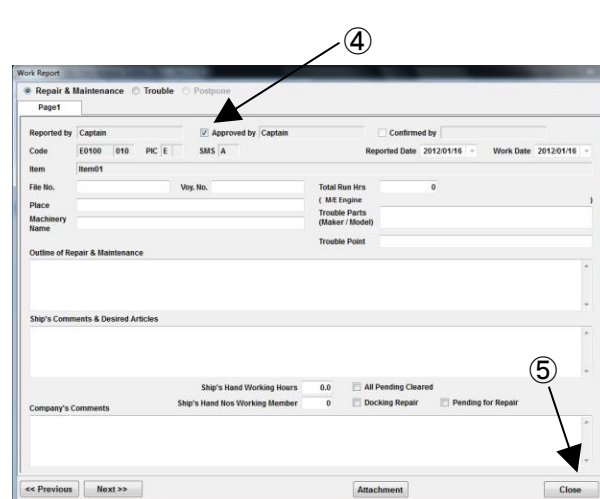 ④
Work Report
Repair & Maintenance Trouble Postpone
Page1
Reported by Captain Approved by Captain Confirmed by
Code E0100 010 PIC E SMS A Reported Date 2012/01/16 Work Date 2012/01/16
Item Item01
File No. Voy. No. Total Run Hrs 0
( M/E Engine )
Place
Trouble Parts
(Maker / Model)
Machinery
Name
Trouble Point
Outline of Repair & Maintenance
Ship's Comments & Desired Articles
⑤
Ship's Hand Working Hours 0.0 All Pending Cleared
Ship's Hand Nos Working Member 0 Docking Repair Pending for Repair
Company's Comments
<< Previous Next >> Attachment Close